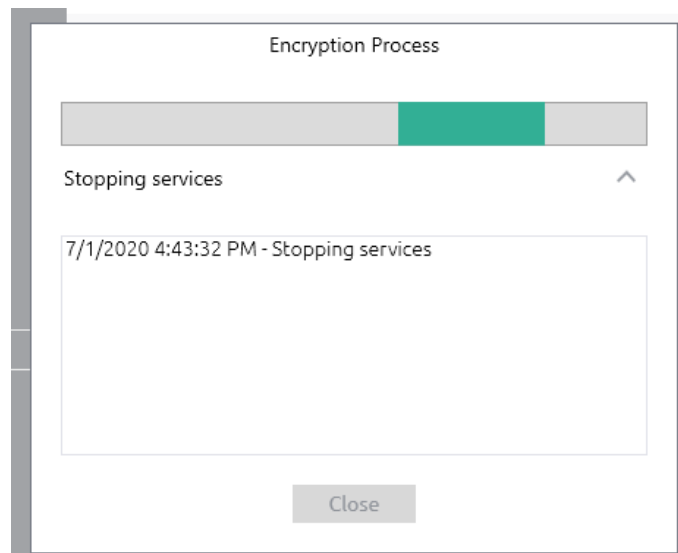 Encryption Process
Stopping services
7/1/2020 4:43:32 PM - Stopping services
Close